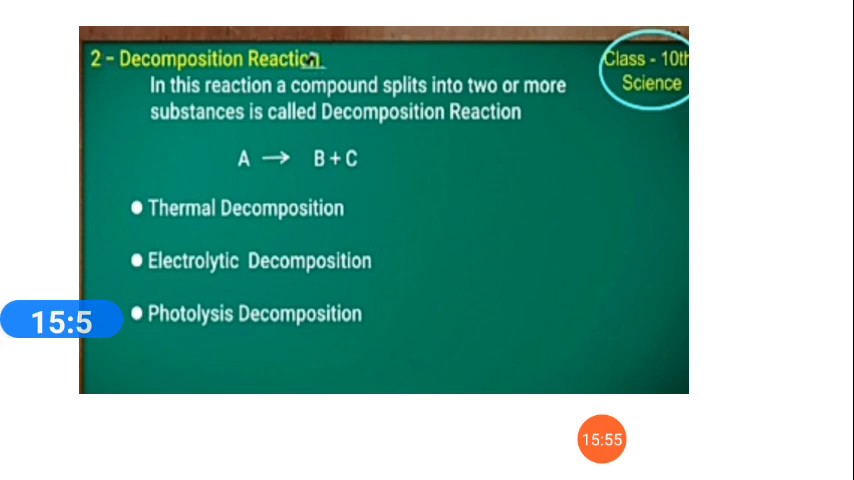 2 - Decomposition Reaction
Class - 10th
Science
In this reaction a compound splits into two or more
substances is called Decomposition Reaction
A → B + C
Thermal Decomposition
Electrolytic Decomposition
Photolysis Decomposition
15:5
15:55